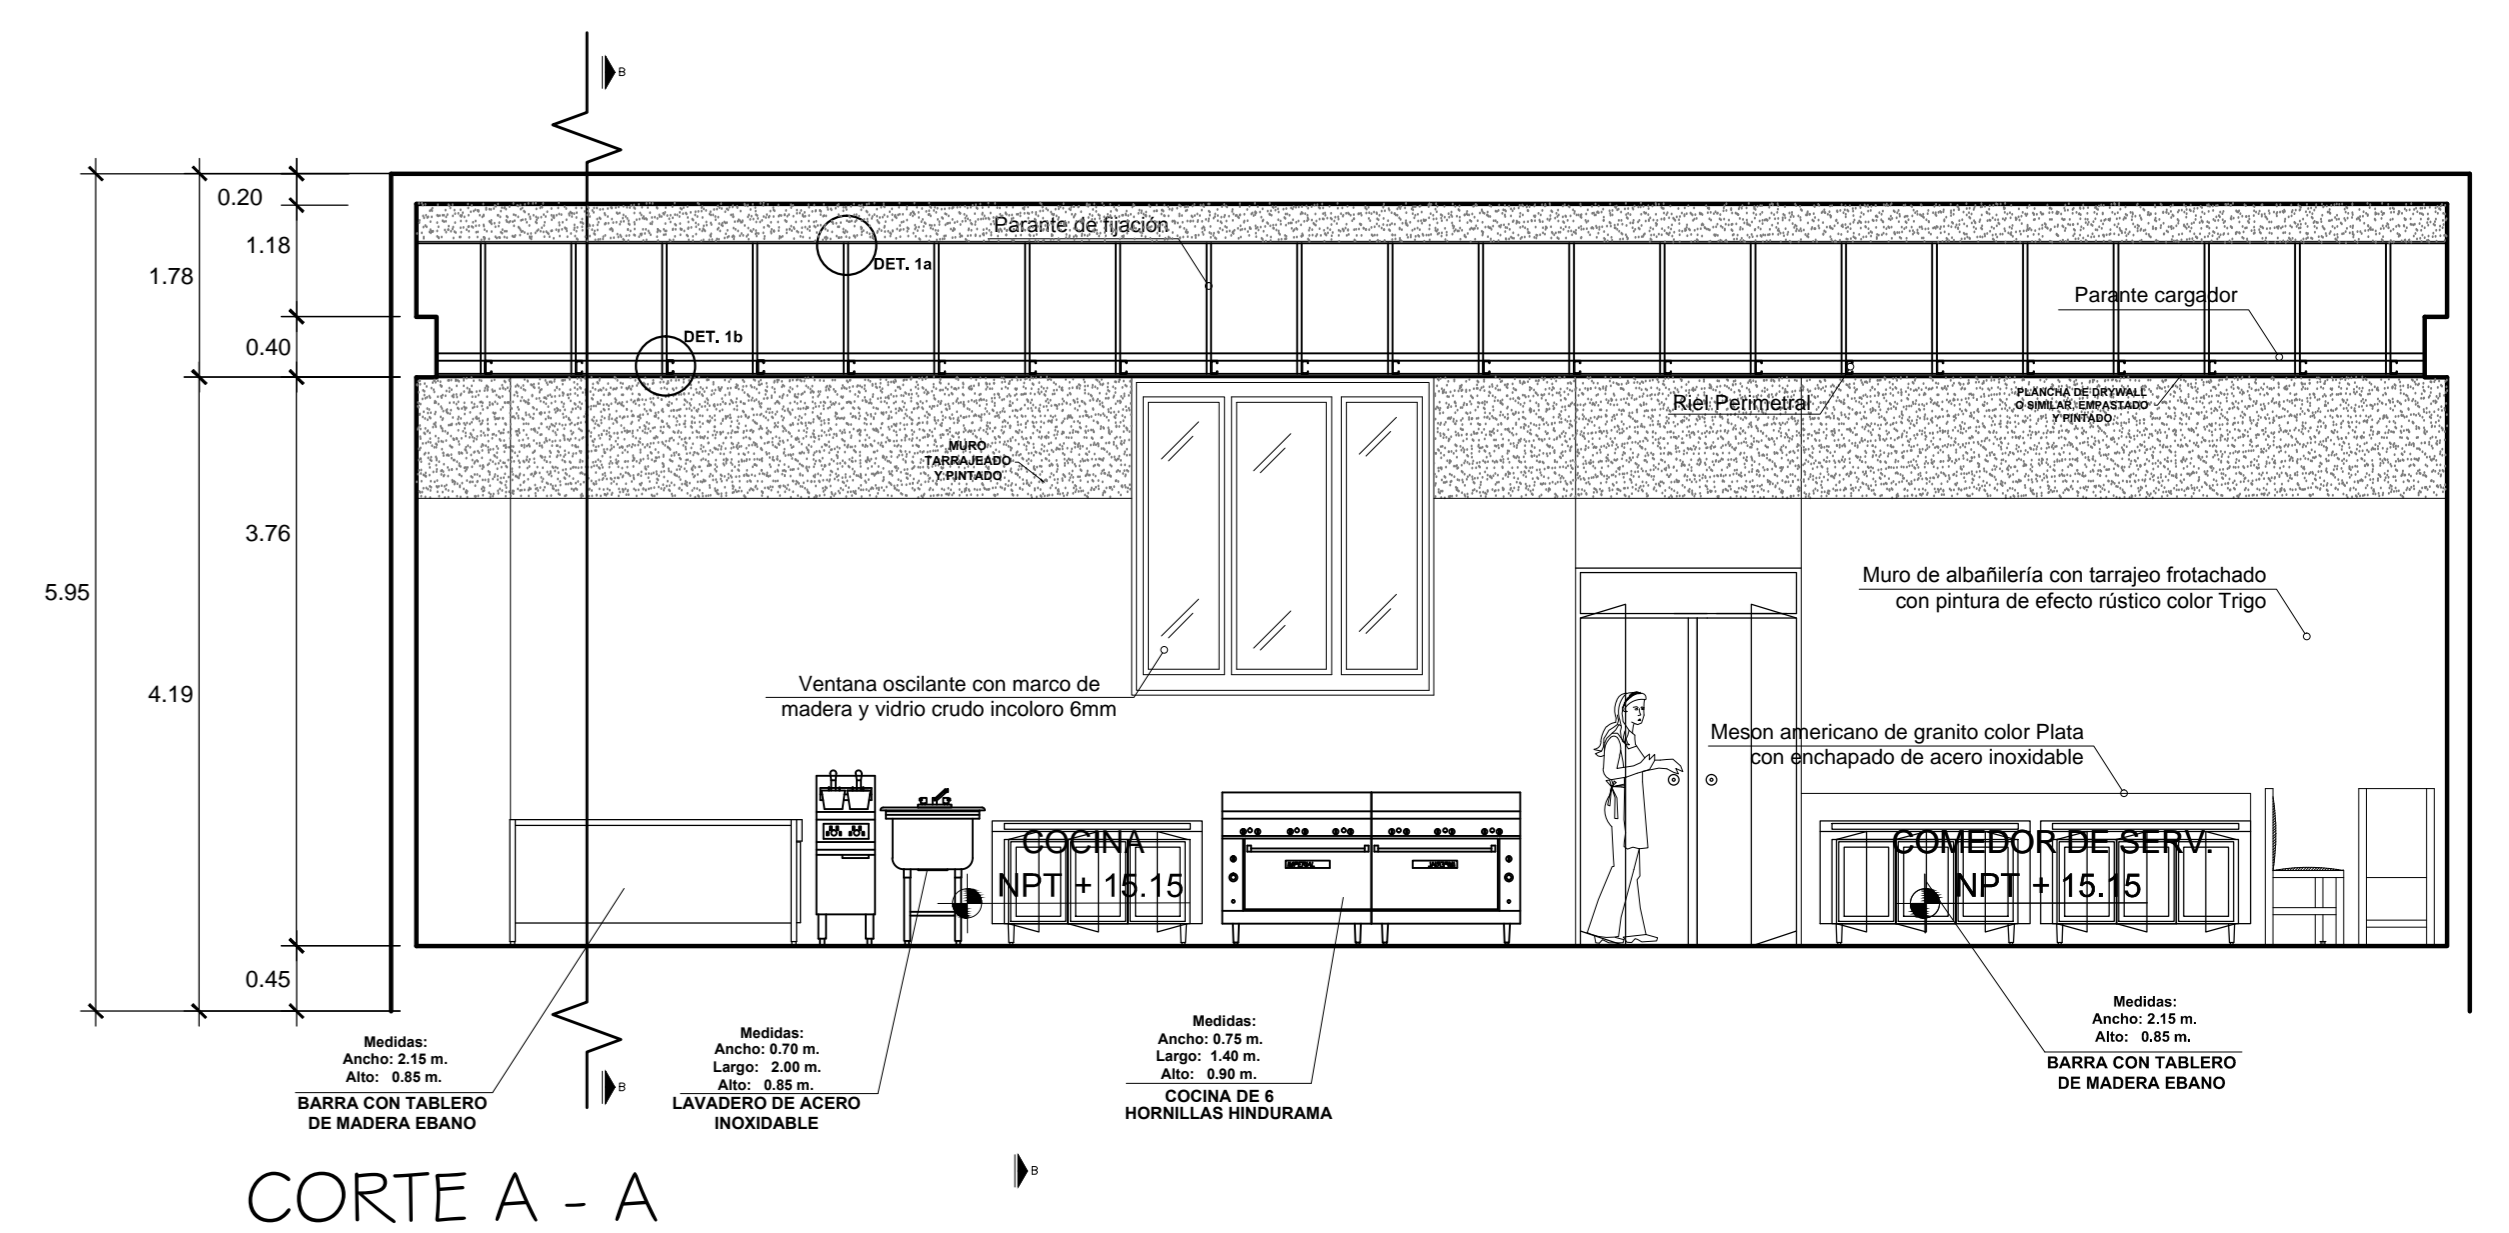 B
0.20
1.18
1.78
0.40
3.76
5.95
4.19
0.45
Parante de fijación
DET. 1a
DET. 1b
Parante cargador
Riel Perimetral
PLANCHA DE DRYWALL
O SIMILAR, EMPASTADO
Y PINTADO
MURO
TARRAJEADO
Y PINTADO
Muro de albañilería con tarrajeo frotachado
con pintura de efecto rústico color Trigo
Ventana oscilante con marco de
madera y vidrio crudo incoloro 6mm
Meson americano de granito color Plata
con enchapado de acero inoxidable
COCINA
NPT + 15.15
IMPERIAL
COMEDOR DE SERV.
NPT + 15.15
Medidas:
Ancho: 2.15 m.
Alto: 0.85 m.
BARRA CON TABLERO
DE MADERA EBANO
B
Medidas:
Ancho: 0.70 m.
Largo: 2.00 m.
Alto: 0.85 m.
LAVADERO DE ACERO
INOXIDABLE
Medidas:
Ancho: 0.75 m.
Largo: 1.40 m.
Alto: 0.90 m.
COCINA DE 6
HORNILLAS HINDURAMA
Medidas:
Ancho: 2.15 m.
Alto: 0.85 m.
BARRA CON TABLERO
DE MADERA EBANO
B
CORTE A - A